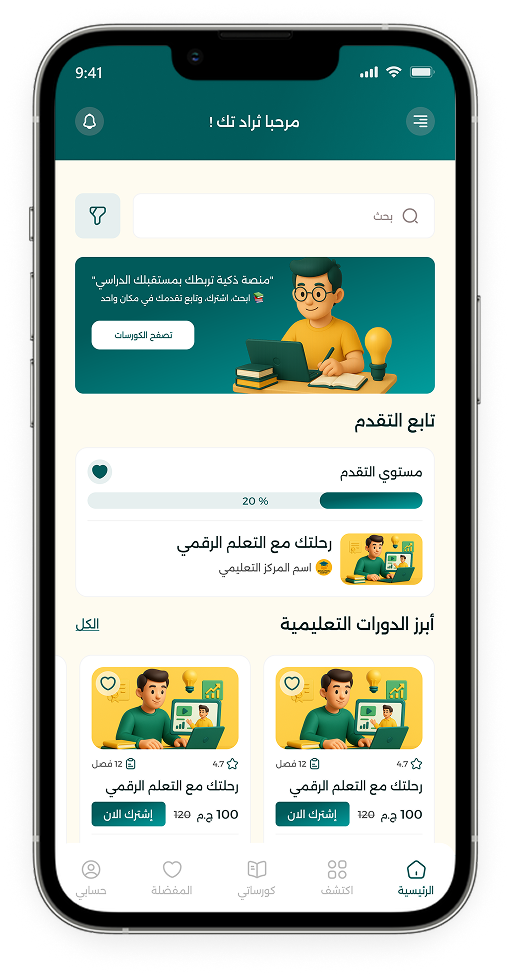 9:41
مرحبا ثراد تك !
بحث
"منصة ذكية تربطك بمستقبلك الدراسي"
📚 ابحث، اشترك، وتابع تقدمك في مكان واحد
تصفح الكورسات
تابع التقدم
مستوي التقدم
20 %
رحلتك مع التعلم الرقمي
اسم المركز التعليمي
أبرز الدورات التعليمية
الكل
4.7
12 فصل
رحلتك مع التعلم الرقمي
100 ج.م
120
إشترك الان
4.7
12 فصل
رحلتك مع التعلم الرقمي
100 ج.م
120
إشترك الان
الرئيسية
اكتشف
كورساتي
المفضلة
حسابي